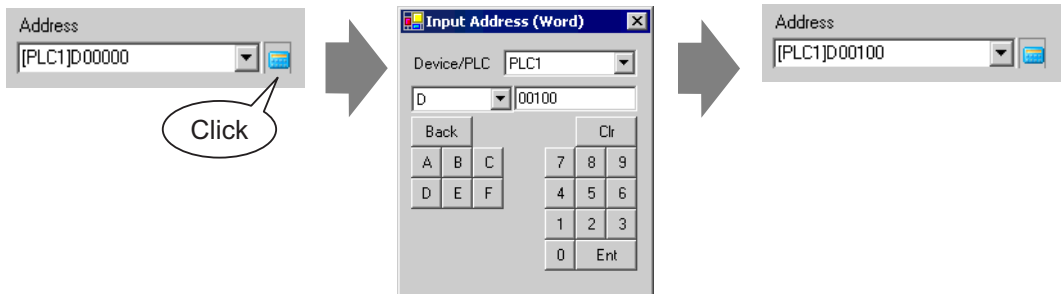 Address
[PLC1]D00000
Click
Input Address (Word)
Device/PLC PLC1
D 00100
Back Clr
A B C 7 8 9
D E F 4 5 6
1 2 3
0 Ent
Address
[PLC1]D00100